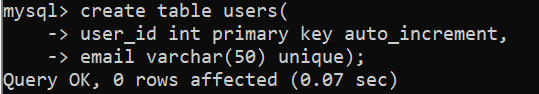 mysql> create table users(
    -> user_id int primary key auto_increment,
    -> email varchar(50) unique);
Query OK, 0 rows affected (0.07 sec)